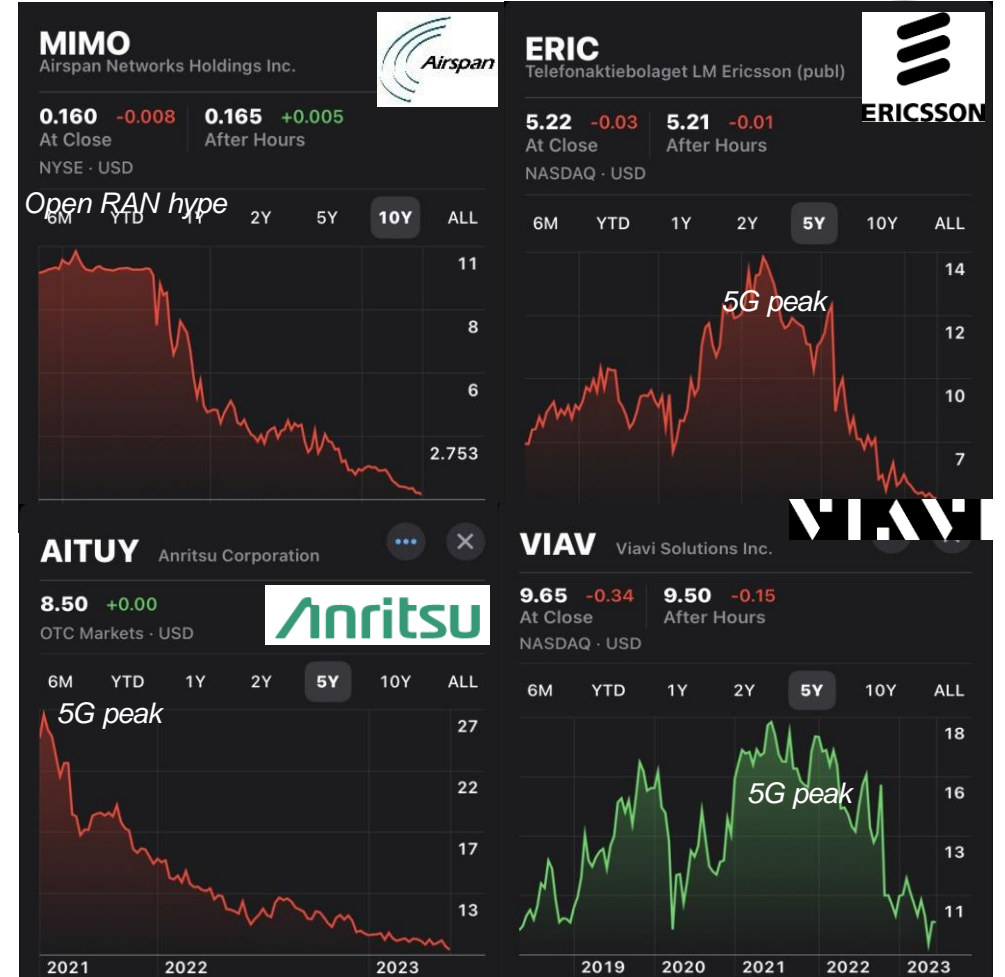 MIMO
Airspan Networks Holdings Inc.
Airspan
0.160 -0.008 0.165 +0.005
At Close After Hours
NYSE · USD
Open RAN hype
6M YTD 1Y 2Y 5Y 10Y ALL
11
8
6
2.753
ERIC
Telefonaktiebolaget LM Ericsson (publ)
ERICSSON
5.22 -0.03 5.21 -0.01
At Close After Hours
NASDAQ · USD
6M YTD 1Y 2Y 5Y 10Y ALL
14
5G peak
12
10
7
AITUY Anritsu Corporation
8.50 +0.00
OTC Markets · USD
Anritsu
6M YTD 1Y 2Y 5Y 10Y ALL
5G peak
27
22
17
13
2021 2022 2023
VIAVI
VIAV Viavi Solutions Inc.
9.65 -0.34 9.50 -0.15
At Close After Hours
NASDAQ · USD
6M YTD 1Y 2Y 5Y 10Y ALL
18
16
5G peak
13
11
2019 2020 2021 2022 2023